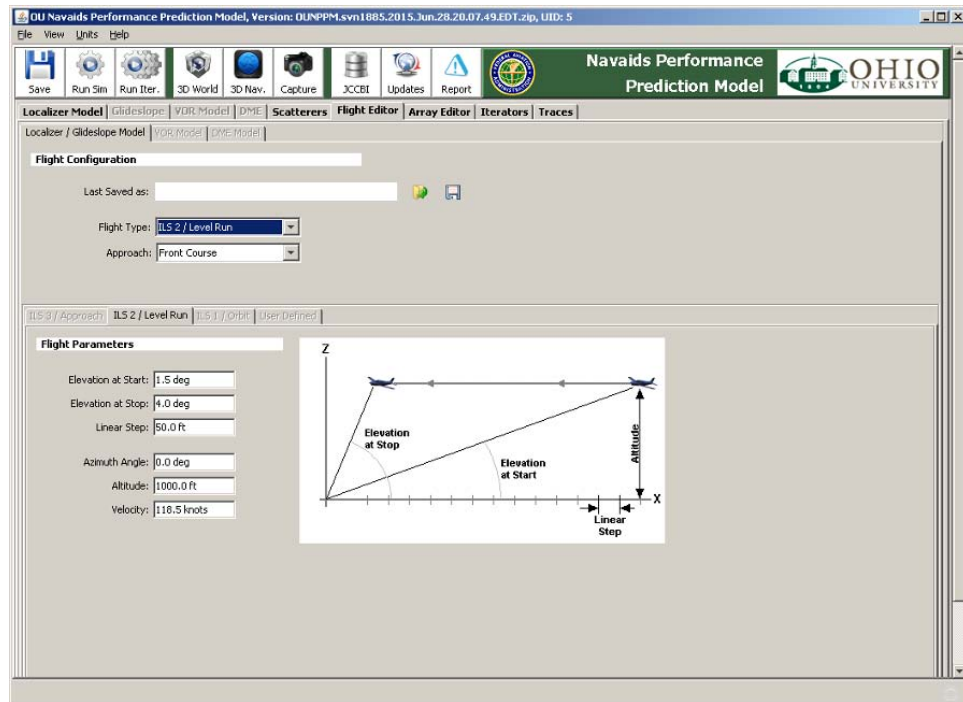 OU Navaids Performance Prediction Model, Version: OUNPPM.svn1885.2015.Jun.28.20.07.49.EDT.zip, UID: 5
File View Units Help
Save Run Sim Run Iter. 3D World 3D Nav. Capture JCCBI Updates Report
Navaids Performance
Prediction Model
OHIO
UNIVERSITY
Localizer Model Glideslope VOR Model DME Scatterers Flight Editor Array Editor Iterators Traces
Localizer / Glideslope Model VOR Model DME Model
Flight Configuration
Last Saved as:
Flight Type: ILS 2 / Level Run
Approach: Front Course
ILS 3 / Approach ILS 2 / Level Run ILS 1 / Orbit User Defined
Flight Parameters
Elevation at Start: 1.5 deg
Elevation at Stop: 4.0 deg
Linear Step: 50.0 ft
Azimuth Angle: 0.0 deg
Altitude: 1000.0 ft
Velocity: 118.5 knots
Z
Elevation
at Stop
Elevation
at Start
Altitude
X
Linear
Step